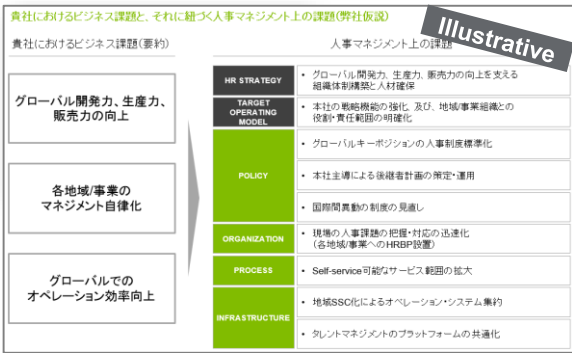 貴社におけるビジネス課題と、それに紐づく人事マネジメント上の課題(弊社仮説)
Illustrative
貴社におけるビジネス課題(要約)
グローバル開発力、生産力、
販売力の向上
各地域/事業の
マネジメント自律化
グローバルでの
オペレーション効率向上
人事マネジメント上の課題
HR STRATEGY
• グローバル開発力、生産力、販売力の向上を支える
組織体制構築と人材確保
TARGET
OPERATING
MODEL
• 本社の戦略機能の強化、及び、地域/事業組織との
役割・責任範囲の明確化
POLICY
• グローバルキーポジションの人事制度標準化
• 本社主導による後継者計画の策定・運用
• 国際間異動の制度の見直し
ORGANIZATION
• 現場の人事課題の把握・対応の迅速化
(各地域/事業へのHRBP設置)
PROCESS
• Self-service可能なサービス範囲の拡大
INFRASTRUCTURE
• 地域SSC化によるオペレーション・システム集約
• タレントマネジメントのプラットフォームの共通化